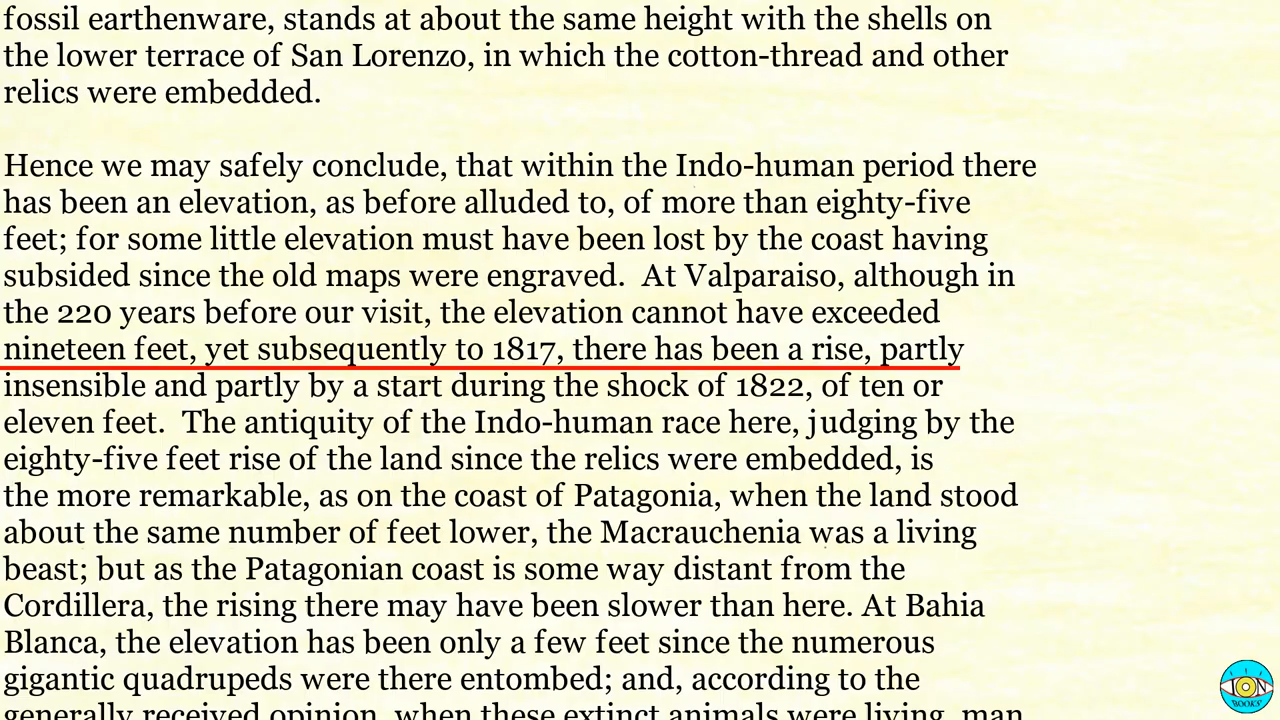 fossil earthenware, stands at about the same height with the shells on
the lower terrace of San Lorenzo, in which the cotton-thread and other
relics were embedded.
Hence we may safely conclude, that within the Indo-human period there
has been an elevation, as before alluded to, of more than eighty-five
feet; for some little elevation must have been lost by the coast having
subsided since the old maps were engraved.  At Valparaiso, although in
the 220 years before our visit, the elevation cannot have exceeded
nineteen feet, yet subsequently to 1817, there has been a rise, partly
insensible and partly by a start during the shock of 1822, of ten or
eleven feet.  The antiquity of the Indo-human race here, judging by the
eighty-five feet rise of the land since the relics were embedded, is
the more remarkable, as on the coast of Patagonia, when the land stood
about the same number of feet lower, the Macrauchenia was a living
beast; but as the Patagonian coast is some way distant from the
Cordillera, the rising there may have been slower than here. At Bahia
Blanca, the elevation has been only a few feet since the numerous
gigantic quadrupeds were there entombed; and, according to the
generally received opinion, when these extinct animals were living, man
ION
BOOKS